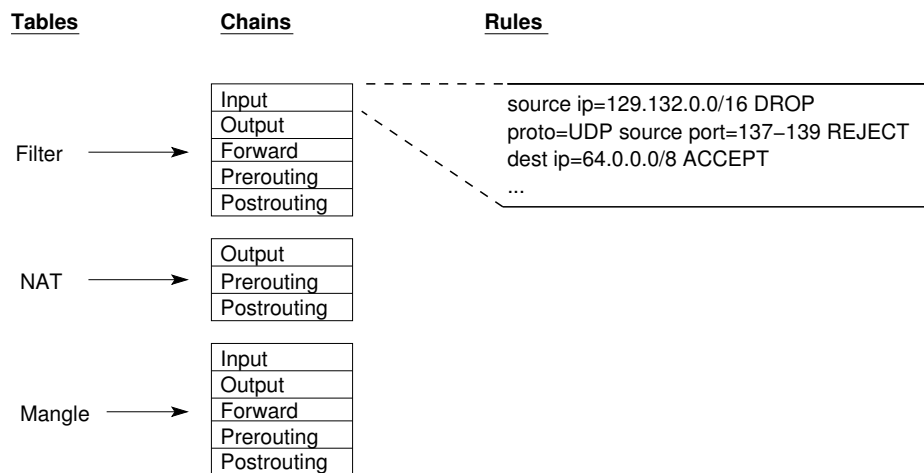 Tables Chains Rules
Filter
Input
Output
Forward
Prerouting
Postrouting
source ip=129.132.0.0/16 DROP
proto=UDP source port=137–139 REJECT
dest ip=64.0.0.0/8 ACCEPT
...
NAT
Output
Prerouting
Postrouting
Mangle
Input
Output
Forward
Prerouting
Postrouting